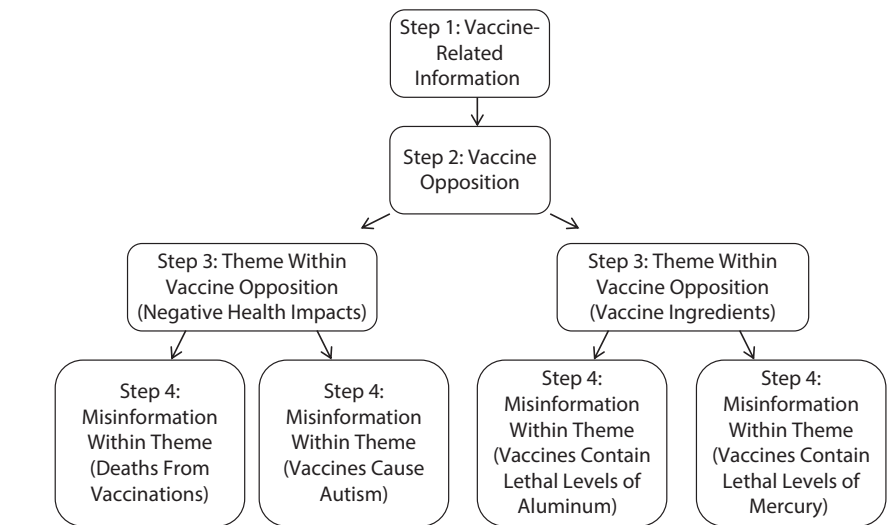 Step 1: Vaccine-
Related
Information
Step 2: Vaccine
Opposition
Step 3: Theme Within
Vaccine Opposition
(Negative Health Impacts)
Step 3: Theme Within
Vaccine Opposition
(Vaccine Ingredients)
Step 4:
Misinformation
Within Theme
(Deaths From
Vaccinations)
Step 4:
Misinformation
Within Theme
(Vaccines Cause
Autism)
Step 4:
Misinformation
Within Theme
(Vaccines Contain
Lethal Levels of
Aluminum)
Step 4:
Misinformation
Within Theme
(Vaccines Contain
Lethal Levels of
Mercury)